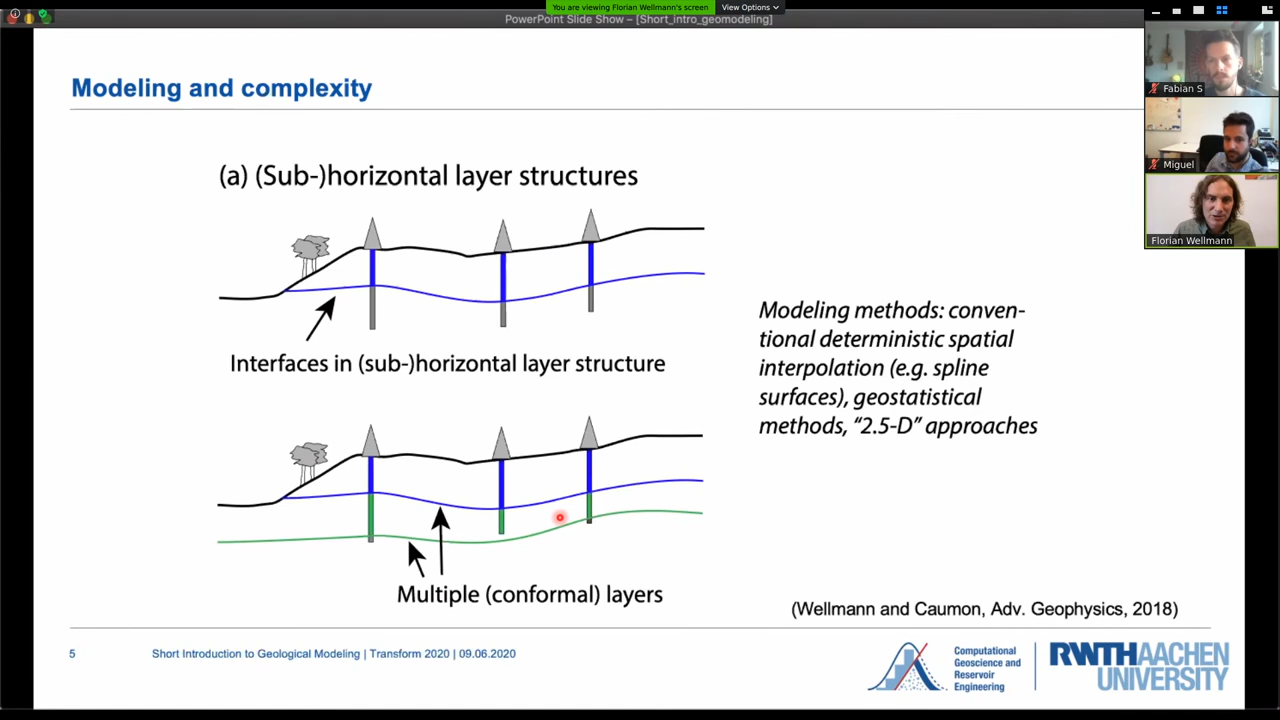 You are viewing Florian Wellmann's screen
View Options
PowerPoint Slide Show – [Short_intro_geomodeling]
Modeling and complexity
Fabian S
Miguel
Florian Wellmann
(a) (Sub-)horizontal layer structures
Interfaces in (sub-)horizontal layer structure
Modeling methods: conven-
tional deterministic spatial
interpolation (e.g. spline
surfaces), geostatistical
methods, “2.5-D” approaches
Multiple (conformal) layers
(Wellmann and Caumon, Adv. Geophysics, 2018)
5
Short Introduction to Geological Modeling | Transform 2020 | 09.06.2020
Computational
Geoscience and
Reservoir
Engineering
RWTHAACHEN
UNIVERSITY